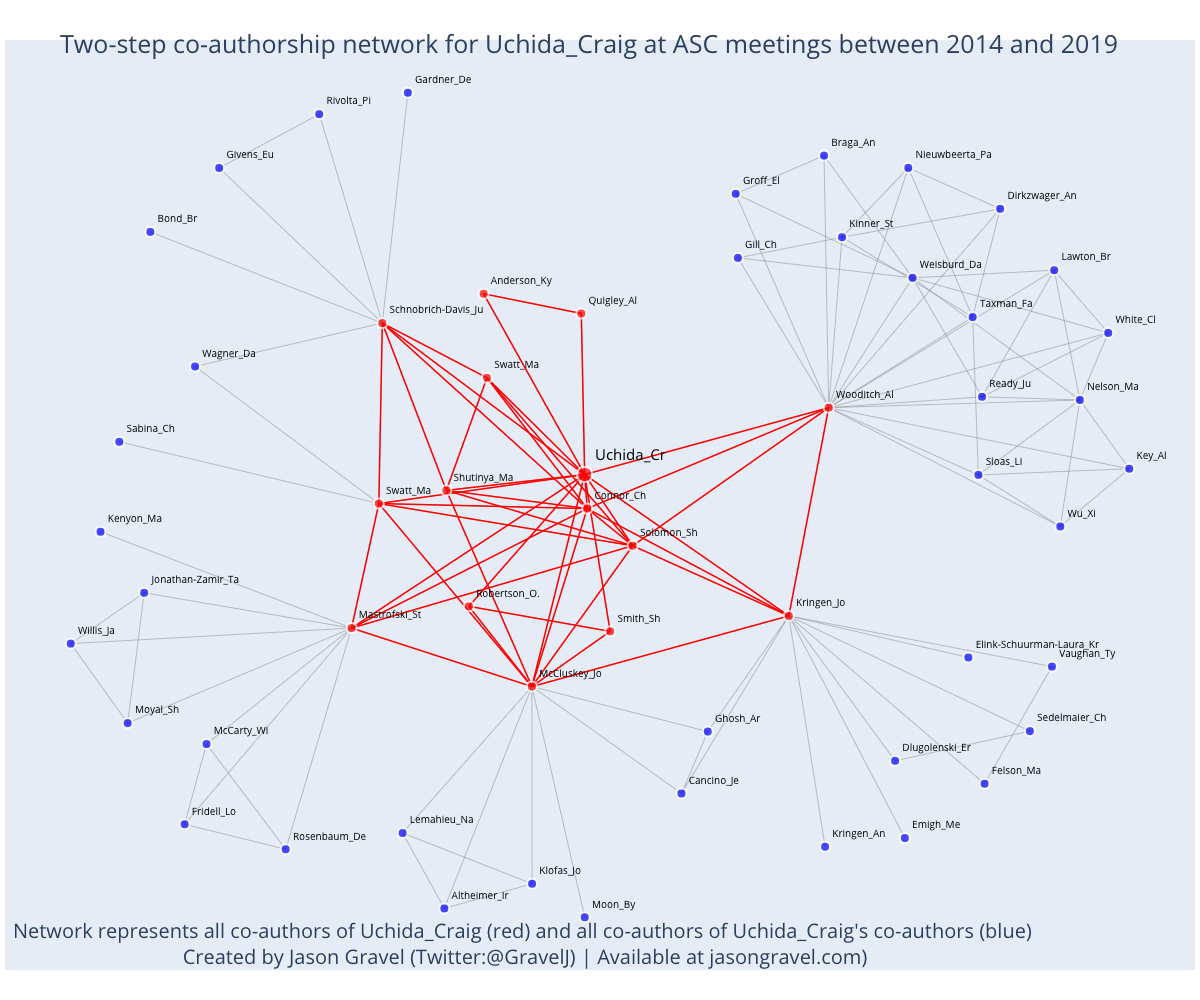 Two-step co-authorship network for Uchida_Craig at ASC meetings between 2014 and 2019
Gardner_De
Rivolta_Pi
Givens_Eu
Braga_An
Nieuwbeerta_Pa
Groff_El
Dirkzwager_An
Bond_Br
Kinner_St
Gill_Ch
Lawton_Br
Weisburd_Da
Anderson_Ky
Quigley_Al
Schnobrich-Davis_Ju
Taxman_Fa
White_Cl
Wagner_Da
Swatt_Ma
Ready_Ju
Nelson_Ma
Wooditch_Al
Sabina_Ch
Uchida_Cr
Key_Al
Sloas_Li
Shutinya_Ma
Swatt_Ma
Connor_Ch
Wu_Xi
Kenyon_Ma
Solomon_Sh
Jonathan-Zamir_Ta
Robertson_O.
Kringen_Jo
Mastrofski_St
Smith_Sh
Willis_Ja
Elink-Schuurman-Laura_Kr
Vaughan_Ty
McCluskey_Jo
Moyal_Sh
Ghosh_Ar
Sedelmaier_Ch
McCarty_Wi
Dlugolenski_Er
Felson_Ma
Cancino_Je
Fridell_Lo
Lemahieu_Na
Emigh_Me
Kringen_An
Rosenbaum_De
Klofas_Jo
Altheimer_Ir
Moon_By
Network represents all co-authors of Uchida_Craig (red) and all co-authors of Uchida_Craig's co-authors (blue)
Created by Jason Gravel (Twitter:@GravelJ) | Available at jasongravel.com)